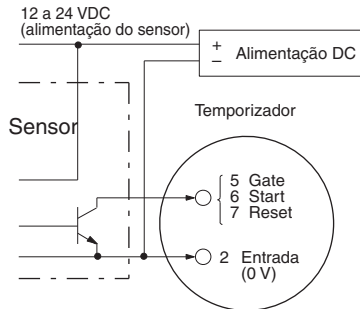 12 a 24 VDC
(alimentação do sensor)
+
−
Alimentação DC
Temporizador
Sensor
5 Gate
6 Start
7 Reset
2 Entrada
(0 V)